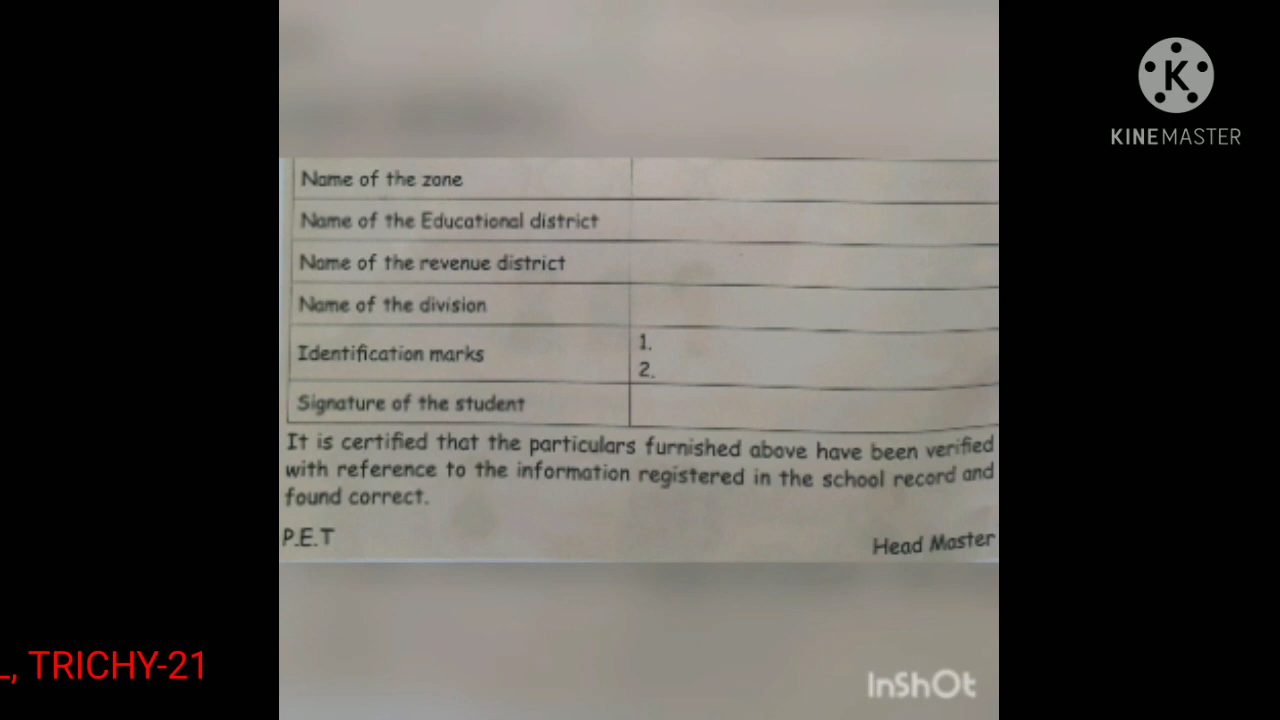 K
KINEMASTER
Name of the zone
Name of the Educational district
Name of the revenue district
Name of the division
Identification marks
1.
2.
Signature of the student
It is certified that the particulars furnished above have been verified
with reference to the information registered in the school record and
found correct.
P.E.T
Head Master
, TRICHY-21
InShOt